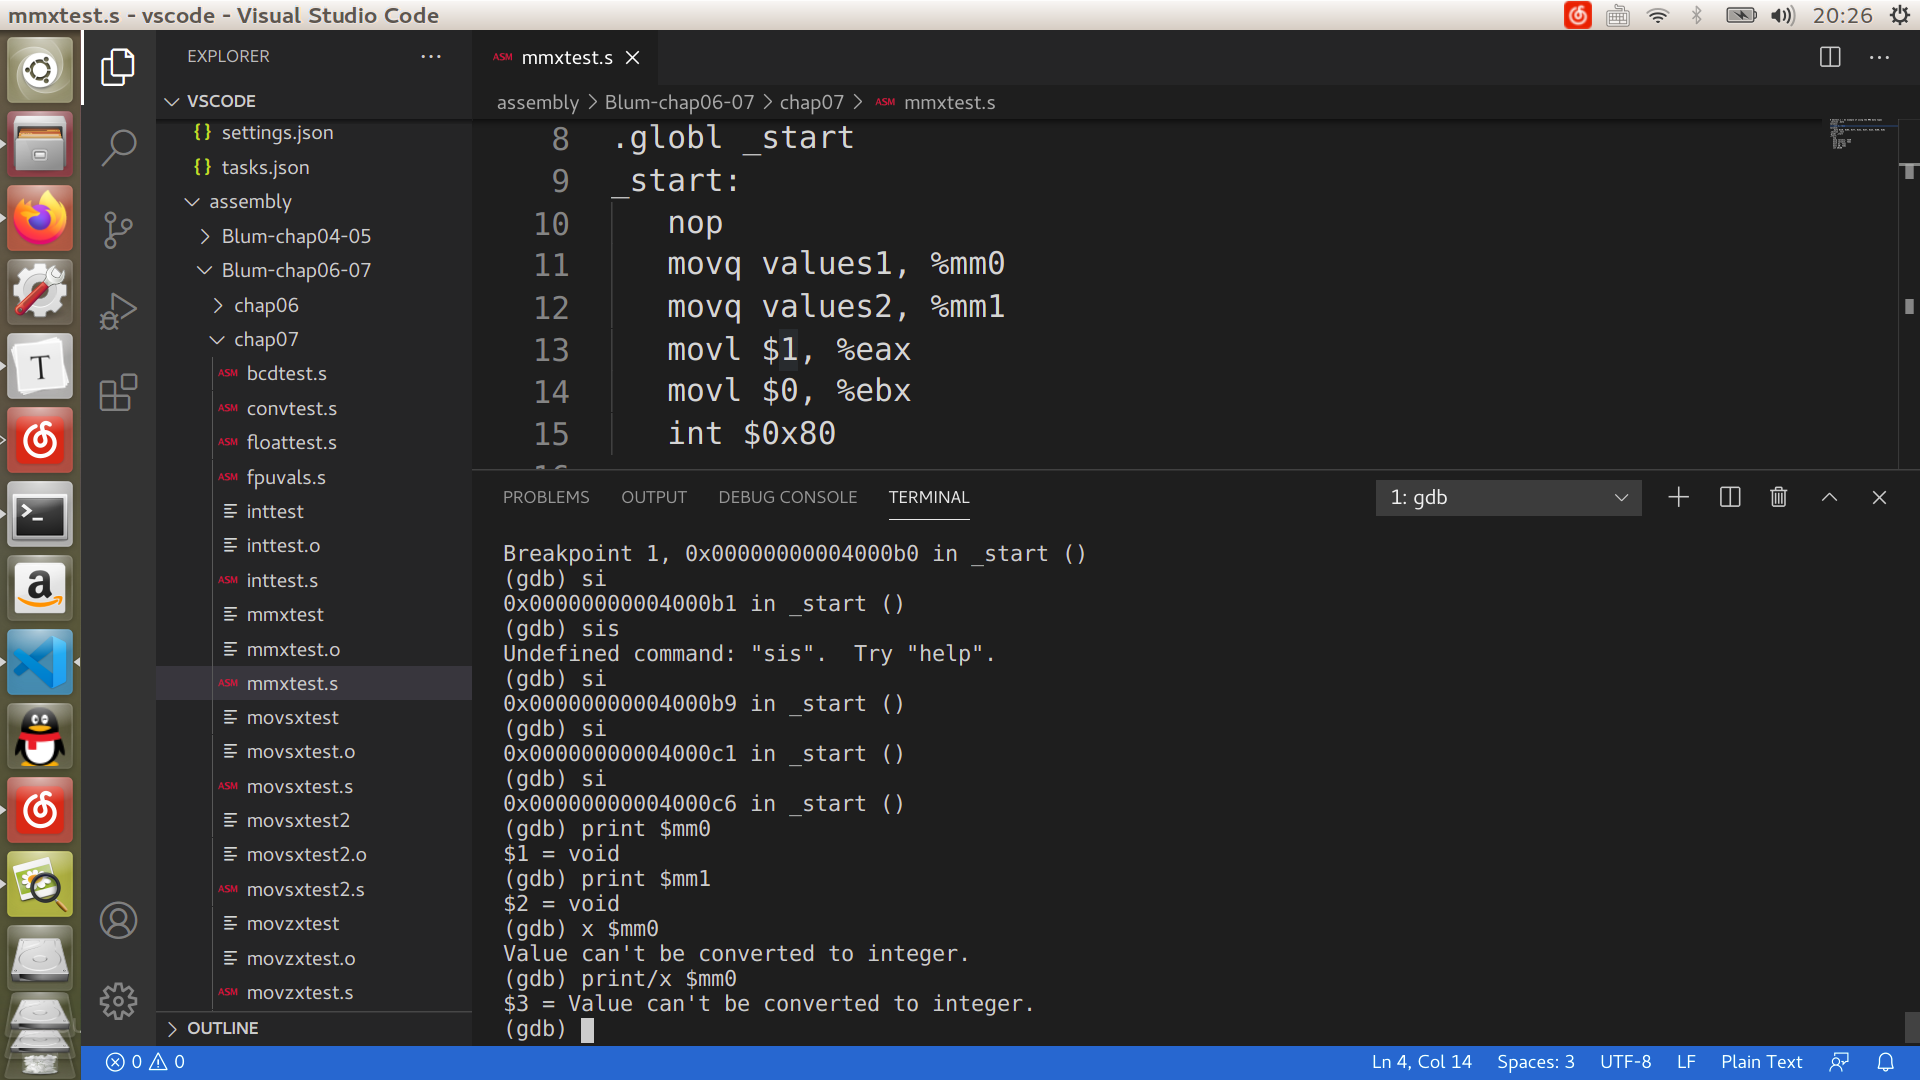 mmxtest.s - vscode - Visual Studio Code
20:26
EXPLORER
VSCODE
{} settings.json
{} tasks.json
assembly
Blum-chap04-05
Blum-chap06-07
chap06
chap07
ASM bcdtest.s
ASM convtest.s
ASM floattest.s
ASM fpuvals.s
inttest
inttest.o
ASM inttest.s
mmxtest
mmxtest.o
ASM mmxtest.s
movsxtest
movsxtest.o
ASM movsxtest.s
movsxtest2
movsxtest2.o
ASM movsxtest2.s
movzxtest
movzxtest.o
ASM movzxtest.s
OUTLINE
ASM mmxtest.s
assembly > Blum-chap06-07 > chap07 > ASM mmxtest.s
8 .globl _start
9 _start:
10 nop
11 movq values1, %mm0
12 movq values2, %mm1
13 movl $1, %eax
14 movl $0, %ebx
15 int $0x80
PROBLEMS OUTPUT DEBUG CONSOLE TERMINAL
1: gdb
Breakpoint 1, 0x00000000004000b0 in _start ()
(gdb) si
0x00000000004000b1 in _start ()
(gdb) sis
Undefined command: "sis".  Try "help".
(gdb) si
0x00000000004000b9 in _start ()
(gdb) si
0x00000000004000c1 in _start ()
(gdb) si
0x00000000004000c6 in _start ()
(gdb) print $mm0
$1 = void
(gdb) print $mm1
$2 = void
(gdb) x $mm0
Value can't be converted to integer.
(gdb) print/x $mm0
$3 = Value can't be converted to integer.
(gdb)
0 0
Ln 4, Col 14 Spaces: 3 UTF-8 LF Plain Text